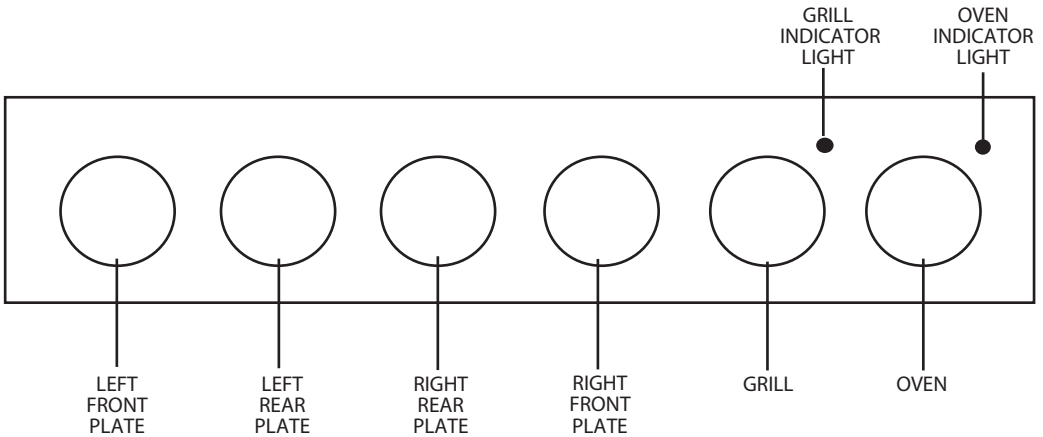 GRILL
INDICATOR
LIGHT
OVEN
INDICATOR
LIGHT
LEFT
FRONT
PLATE
LEFT
REAR
PLATE
RIGHT
REAR
PLATE
RIGHT
FRONT
PLATE
GRILL
OVEN